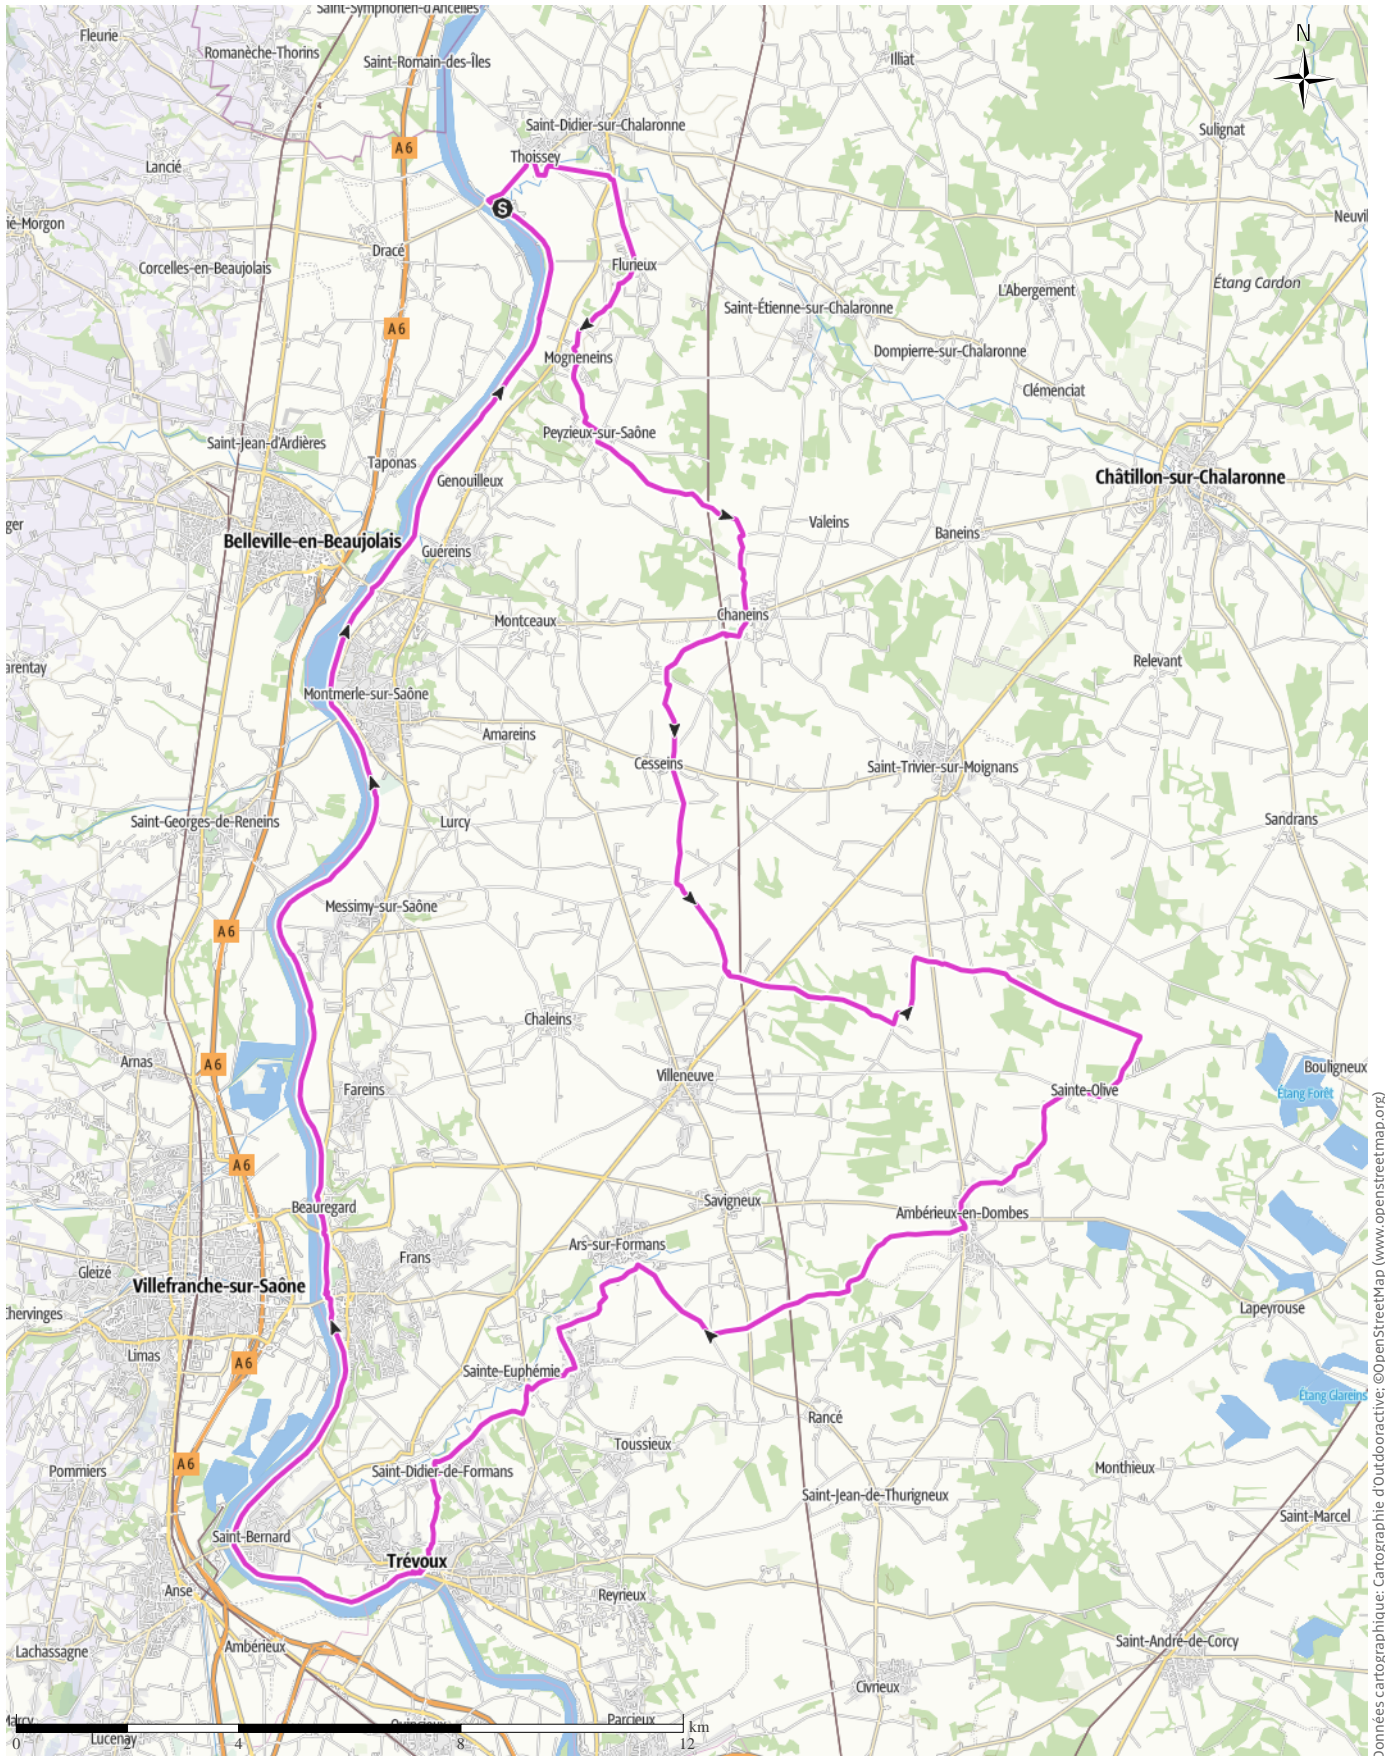 Saint-Symphorien-d'Ancelles
Fleurie
N
Romanèche-Thorins
Saint-Romain-des-Îles
Illiat
Saint-Didier-sur-Chalaronne
Sulignat
A6
Thoissey
Lancié
S
Dracé
Corcelles-en-Beaujolais
Flurieux
Étang Cardon
L'Abergement
Saint-Étienne-sur-Chalaronne
A6
Dompierre-sur-Chalaronne
Mogneneins
Clémenciat
Peyzieux-sur-Saône
Saint-Jean-d'Ardières
Taponas
Châtillon-sur-Chalaronne
Genouilleux
Valeins
Baneins
Belleville-en-Beaujolais
Guéreins
Chaneins
Montceaux
Relevant
Montmerle-sur-Saône
Amareins
Cesseins
Saint-Trivier-sur-Moignans
Saint-Georges-de-Reneins
Lurcy
Sandrans
Messimy-sur-Saône
A6
Chaleins
Arnas
A6
Bouligneux
Villeneuve
Fareins
Sainte-Olive
Étang Forêt
A6
Savigneux
Beauregard
Ambérieux-en-Dombes
Ars-sur-Formans
Frans
Gleizé
Villefranche-sur-Saône
Lapeyrouse
Limas
A6
Sainte-Euphémie
Étang Glareins
Rancé
Toussieux
A6
Pommiers
Saint-Didier-de-Formans
Monthieux
Saint-Jean-de-Thurigneux
Saint-Marcel
Saint-Bernard
Trévoux
Anse
Reyrieux
Ambérieux
Saint-André-de-Corcy
Lachassagne
Civrieux
Parcieux
km
0
4
8
12
Lucenay
©OpenStreetMap (www.openstreetmap.org)
cartographique: Cartographie d'Outdooractive;